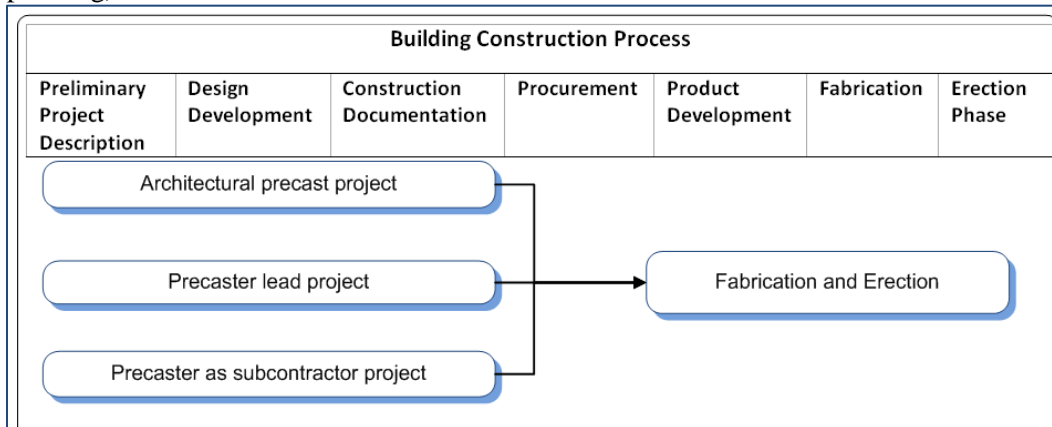 Building Construction Process
Preliminary Project Description
Design Development
Construction Documentation
Procurement
Product Development
Fabrication
Erection Phase
Architectural precast project
Precaster lead project
Fabrication and Erection
Precaster as subcontractor project